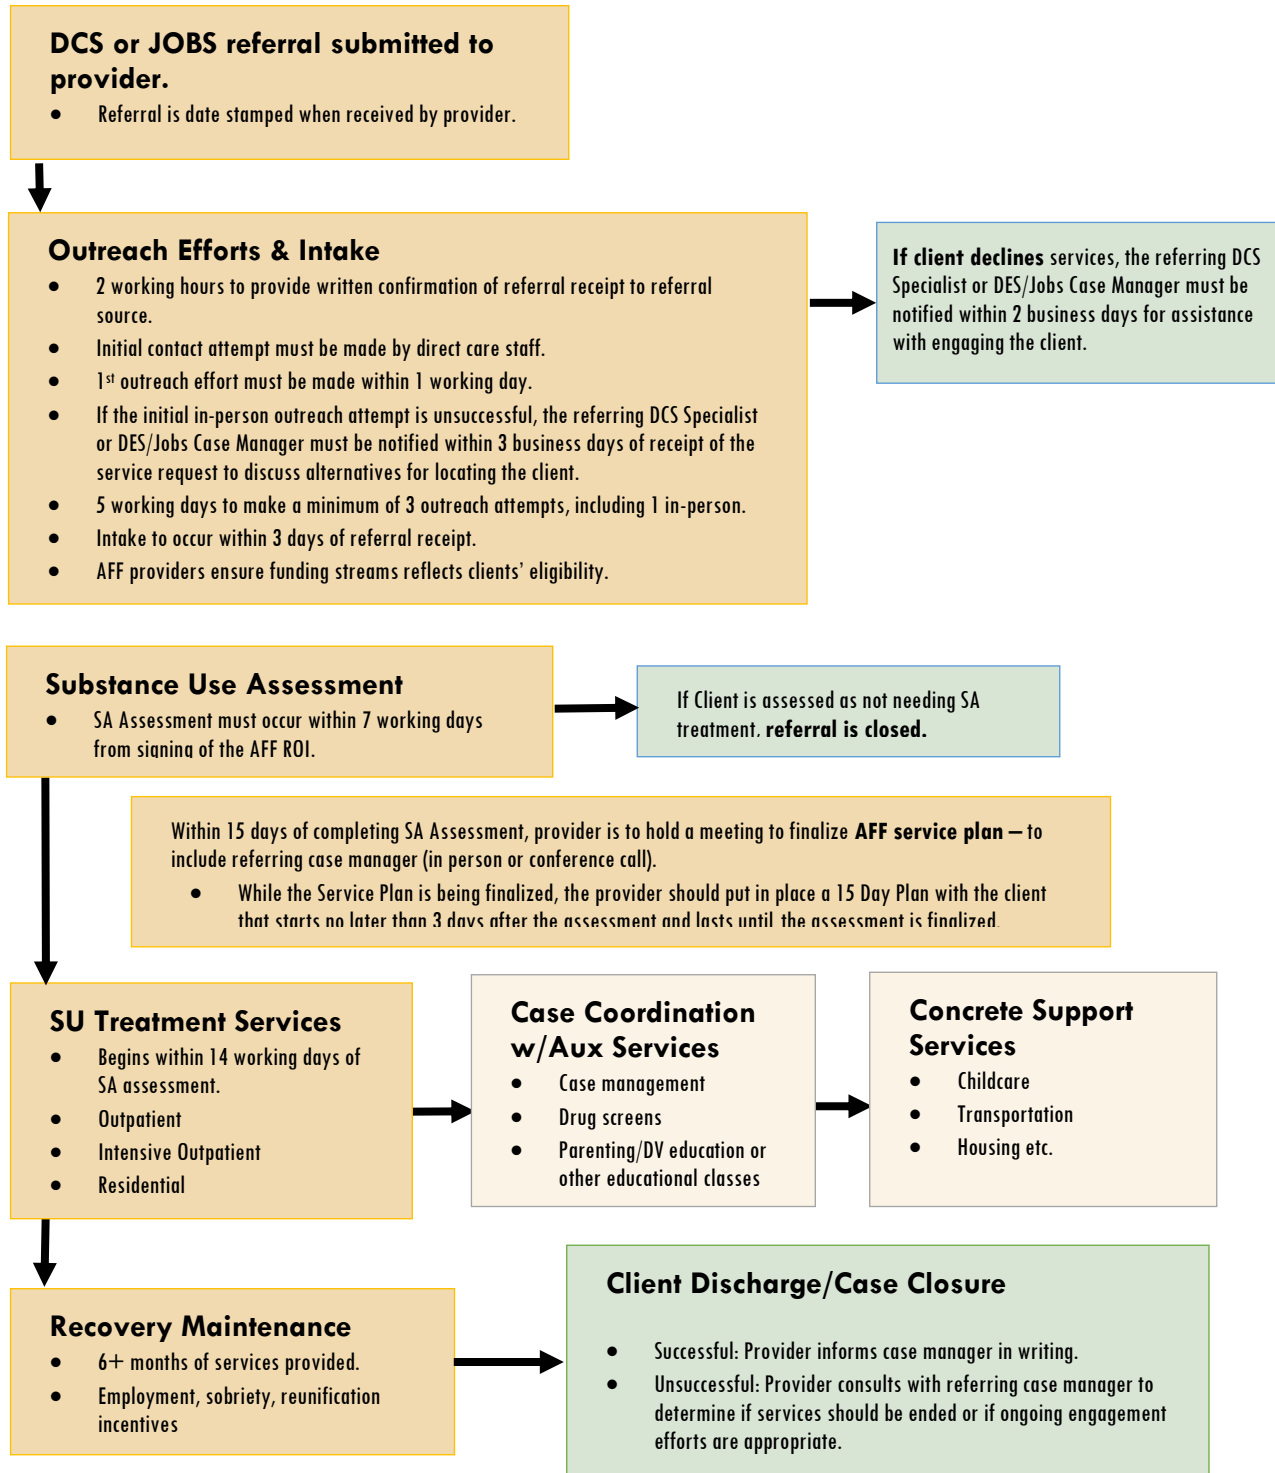 DCS or JOBS referral submitted to
provider.
• Referral is date stamped when received by provider.
Outreach Efforts & Intake
• 2 working hours to provide written confirmation of referral receipt to referral
source.
• Initial contact attempt must be made by direct care staff.
• 1st outreach effort must be made within 1 working day.
• If the initial in-person outreach attempt is unsuccessful, the referring DCS Specialist
or DES/Jobs Case Manager must be notified within 3 business days of receipt of the
service request to discuss alternatives for locating the client.
• 5 working days to make a minimum of 3 outreach attempts, including 1 in-person.
• Intake to occur within 3 days of referral receipt.
• AFF providers ensure funding streams reflects clients’ eligibility.
If client declines services, the referring DCS
Specialist or DES/Jobs Case Manager must be
notified within 2 business days for assistance
with engaging the client.
Substance Use Assessment
• SA Assessment must occur within 7 working days
from signing of the AFF ROI.
If Client is assessed as not needing SA
treatment, referral is closed.
Within 15 days of completing SA Assessment, provider is to hold a meeting to finalize AFF service plan – to
include referring case manager (in person or conference call).
• While the Service Plan is being finalized, the provider should put in place a 15 Day Plan with the client
that starts no later than 3 days after the assessment and lasts until the assessment is finalized.
SU Treatment Services
• Begins within 14 working days of
SA assessment.
• Outpatient
• Intensive Outpatient
• Residential
Case Coordination
w/Aux Services
• Case management
• Drug screens
• Parenting/DV education or
other educational classes
Concrete Support
Services
• Childcare
• Transportation
• Housing etc.
Recovery Maintenance
• 6+ months of services provided.
• Employment, sobriety, reunification
incentives
Client Discharge/Case Closure
• Successful: Provider informs case manager in writing.
• Unsuccessful: Provider consults with referring case manager to
determine if services should be ended or if ongoing engagement
efforts are appropriate.